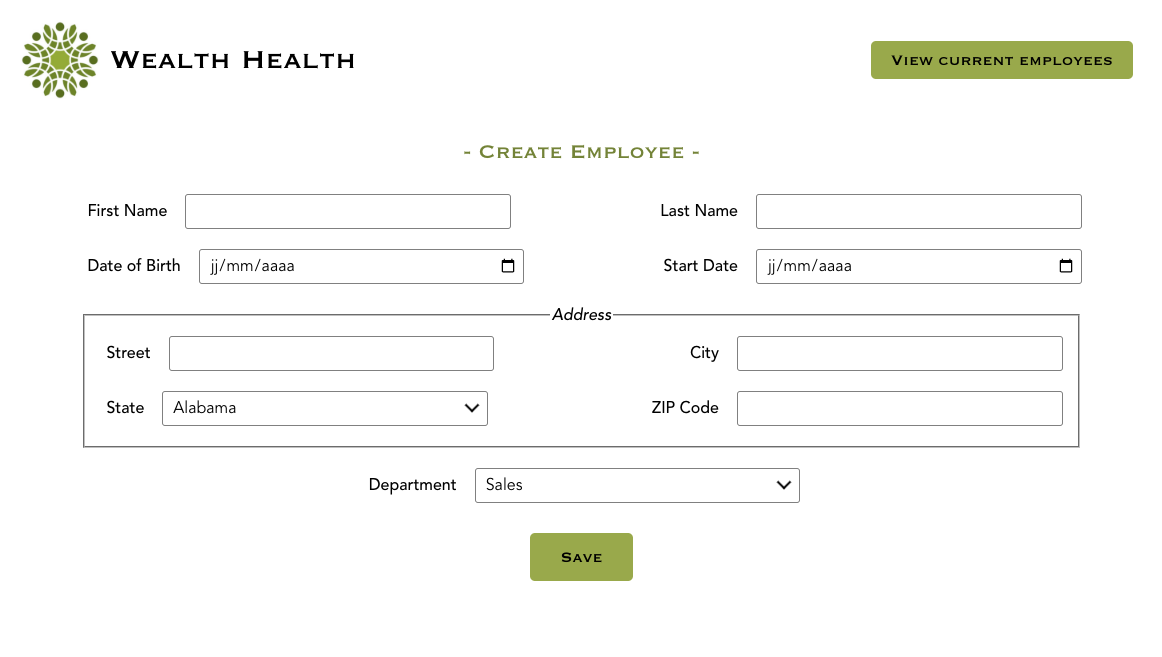 Wealth Health
View current employees
- Create Employee -
First Name
Last Name
Date of Birth jj/mm/aaaa
Start Date jj/mm/aaaa
Address
Street
City
State Alabama
ZIP Code
Department Sales
Save